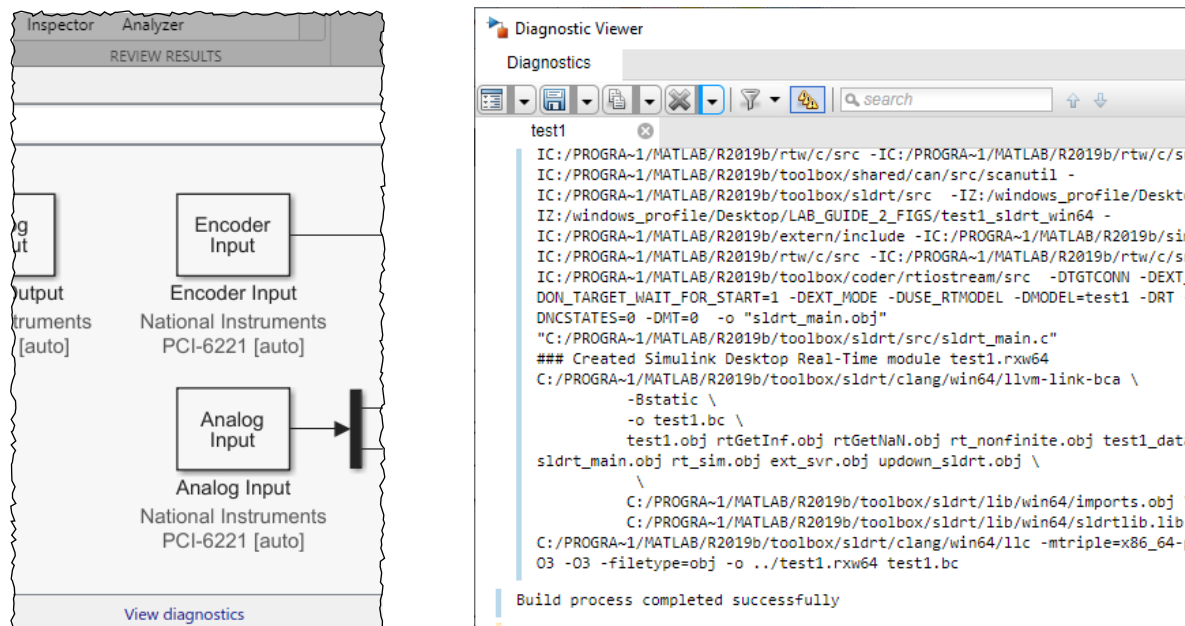 Inspector Analyzer
REVIEW RESULTS
Encoder
Input
Encoder Input
National Instruments
PCI-6221 [auto]
[auto]
Analog
Input
Analog Input
National Instruments
PCI-6221 [auto]
View diagnostics
Diagnostic Viewer
Diagnostics
search
test1
IC:/PROGRA~1/MATLAB/R2019b/rtw/c/src -IC:/PROGRA~1/MATLAB/R2019b/rtw/c/s
IC:/PROGRA~1/MATLAB/R2019b/toolbox/shared/can/src/scanutil -
IC:/PROGRA~1/MATLAB/R2019b/toolbox/sldrt/src -IZ:/windows_profile/Deskto
IZ:/windows_profile/Desktop/LAB_GUIDE_2_FIGS/test1_sldrt_win64 -
IC:/PROGRA~1/MATLAB/R2019b/extern/include -IC:/PROGRA~1/MATLAB/R2019b/si
IC:/PROGRA~1/MATLAB/R2019b/rtw/c/src -IC:/PROGRA~1/MATLAB/R2019b/rtw/c/s
IC:/PROGRA~1/MATLAB/R2019b/toolbox/coder/rtiostream/src -DTGTCONN -DEXT_
DON_TARGET_WAIT_FOR_START=1 -DEXT_MODE -DUSE_RTMODEL -DMODEL=test1 -DRT
DNCSTATES=0 -DMT=0 -o "sldrt_main.obj"
"C:/PROGRA~1/MATLAB/R2019b/toolbox/sldrt/src/sldrt_main.c"
### Created Simulink Desktop Real-Time module test1.rxw64
C:/PROGRA~1/MATLAB/R2019b/toolbox/sldrt/clang/win64/llvm-link-bca \
-Bstatic \
-o test1.bc \
test1.obj rtGetInf.obj rtGetNaN.obj rt_nonfinite.obj test1_data
sldrt_main.obj rt_sim.obj ext_svr.obj updown_sldrt.obj \
\
C:/PROGRA~1/MATLAB/R2019b/toolbox/sldrt/lib/win64/imports.obj \
C:/PROGRA~1/MATLAB/R2019b/toolbox/sldrt/lib/win64/sldrtlib.lib
C:/PROGRA~1/MATLAB/R2019b/toolbox/sldrt/clang/win64/llc -mtriple=x86_64-p
O3 -O3 -filetype=obj -o ../test1.rxw64 test1.bc
Build process completed successfully